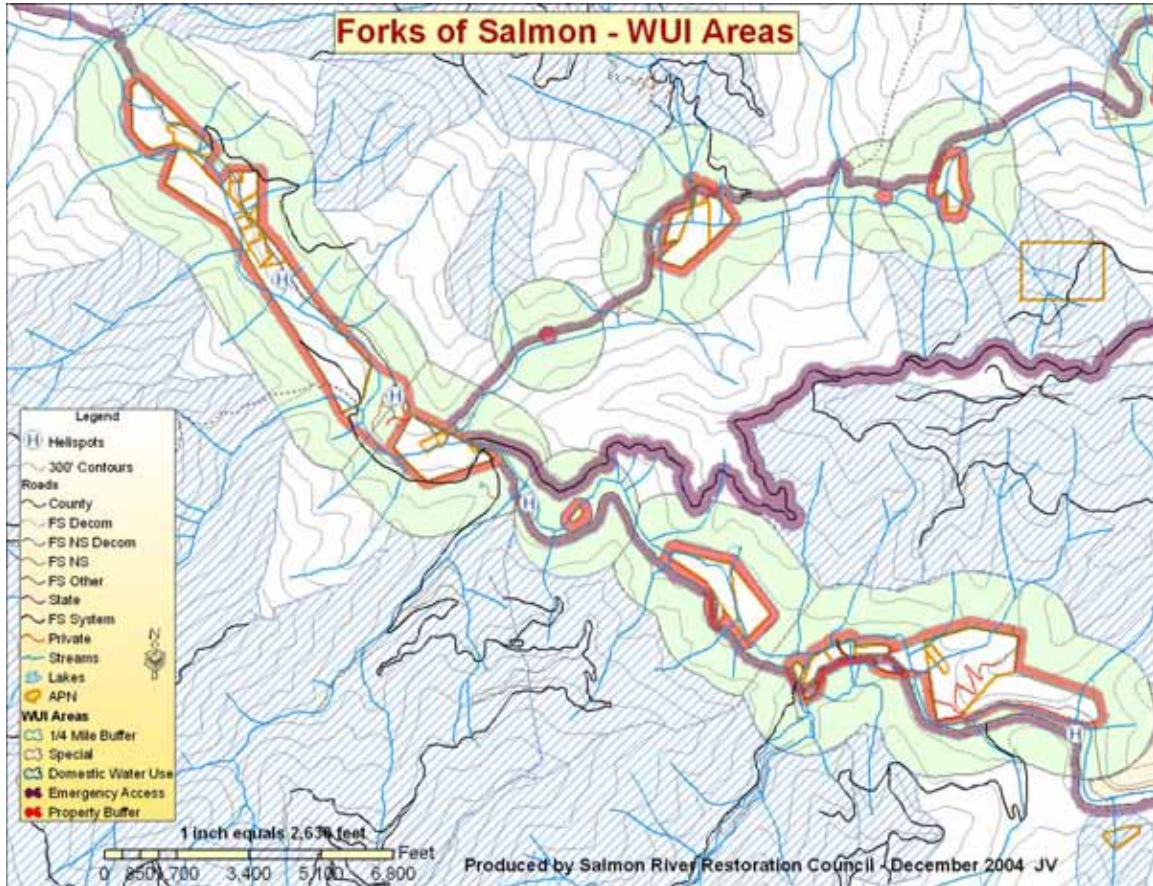 Forks of Salmon - WUI Areas
Legend
H Helispots
300' Contours
Roads
County
FS Decom
FS NS Decom
FS NS
FS Other
State
FS System
Private
Streams
Lakes
APN
WUI Areas
1/4 Mile Buffer
Special
Domestic Water Use
Emergency Access
Property Buffer
N
H
H
H
H
1 inch equals 2,630 feet
Feet
0 850 1,700 3,400 5,100 6,800
Produced by Salmon River Restoration Council - December 2004 JV